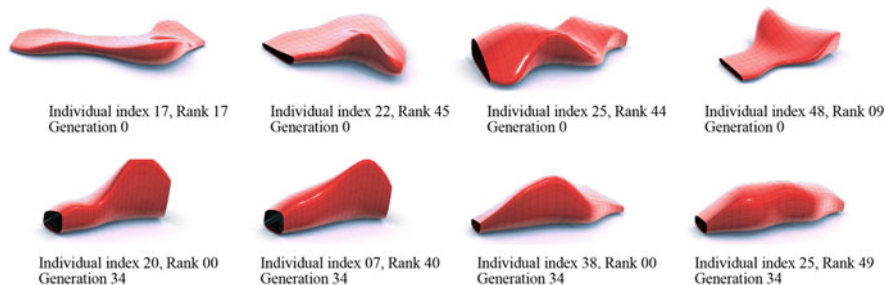 Individual index 17, Rank 17
Generation 0
Individual index 22, Rank 45
Generation 0
Individual index 25, Rank 44
Generation 0
Individual index 48, Rank 09
Generation 0
Individual index 20, Rank 00
Generation 34
Individual index 07, Rank 40
Generation 34
Individual index 38, Rank 00
Generation 34
Individual index 25, Rank 49
Generation 34